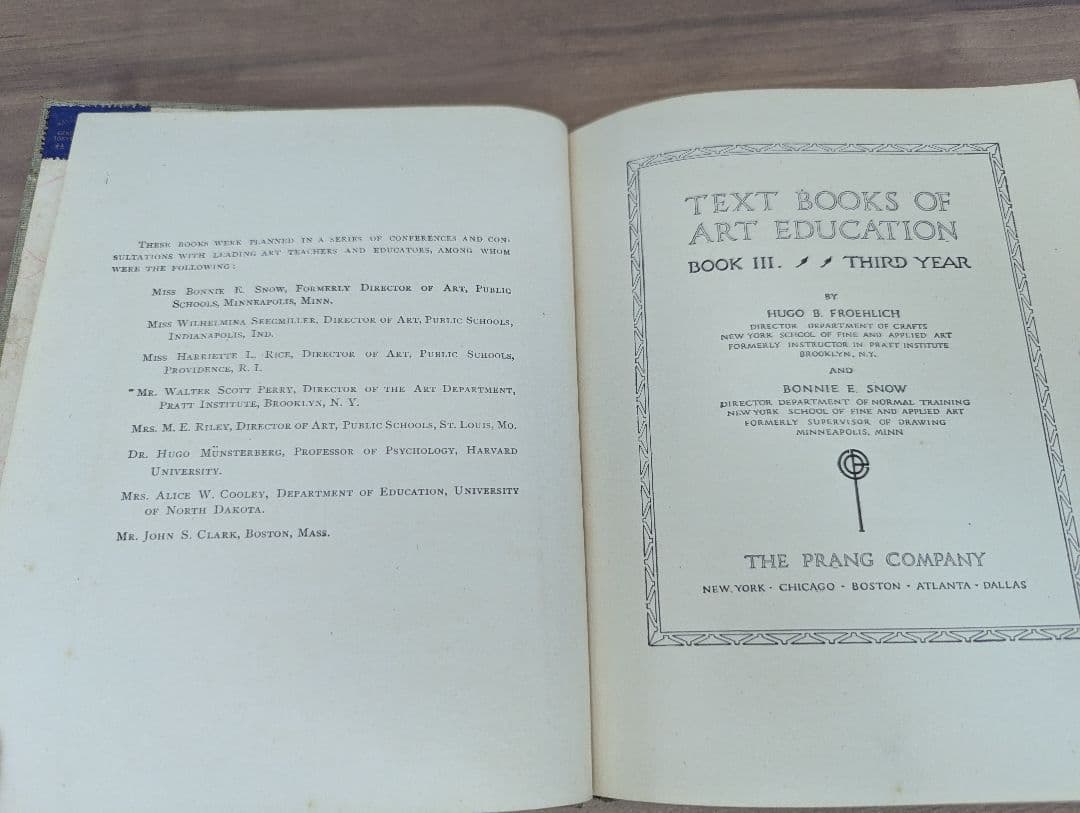 These books were planned in a series of conferences and con-
sultations with leading art teachers and educators, among whom
were the following:
Miss Bonnie E. Snow, Formerly Director of Art, Public
Schools, Minneapolis, Minn.
Miss Wilhelmina Seegmiller, Director of Art, Public Schools,
Indianapolis, Ind.
Miss Harriette L. Rice, Director of Art, Public Schools,
Providence, R. I.
Mr. Walter Scott Perry, Director of the Art Department,
Pratt Institute, Brooklyn, N. Y.
Mrs. M. E. Riley, Director of Art, Public Schools, St. Louis, Mo.
Dr. Hugo Münsterberg, Professor of Psychology, Harvard
University.
Mrs. Alice W. Cooley, Department of Education, University
of North Dakota.
Mr. John S. Clark, Boston, Mass.
TEXT BOOKS OF
ART EDUCATION
BOOK III. THIRD YEAR
BY
HUGO B. FROEHLICH
DIRECTOR DEPARTMENT OF CRAFTS
NEW YORK SCHOOL OF FINE AND APPLIED ART
FORMERLY INSTRUCTOR IN PRATT INSTITUTE
BROOKLYN, N.Y.
AND
BONNIE E. SNOW
DIRECTOR DEPARTMENT OF NORMAL TRAINING
NEW YORK SCHOOL OF FINE AND APPLIED ART
FORMERLY SUPERVISOR OF DRAWING
MINNEAPOLIS, MINN
THE PRANG COMPANY
NEW YORK · CHICAGO · BOSTON · ATLANTA · DALLAS